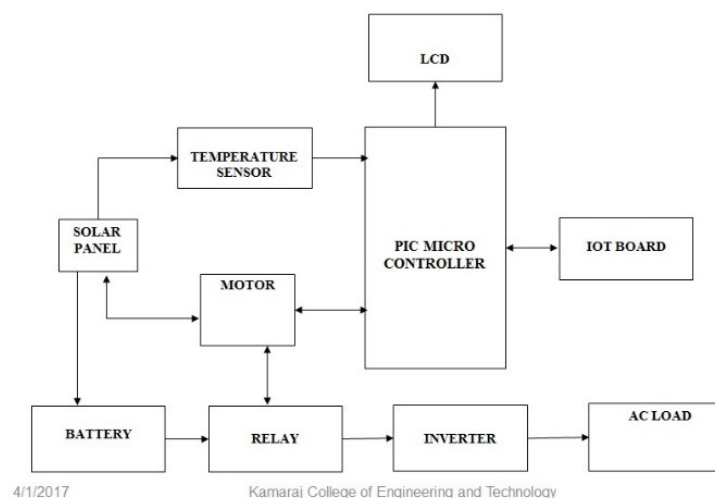 LCD
TEMPERATURE
SENSOR
SOLAR
PANEL
PIC MICRO
CONTROLLER
IOT BOARD
MOTOR
BATTERY
RELAY
INVERTER
AC LOAD
4/1/2017
Kamaraj College of Engineering and Technology